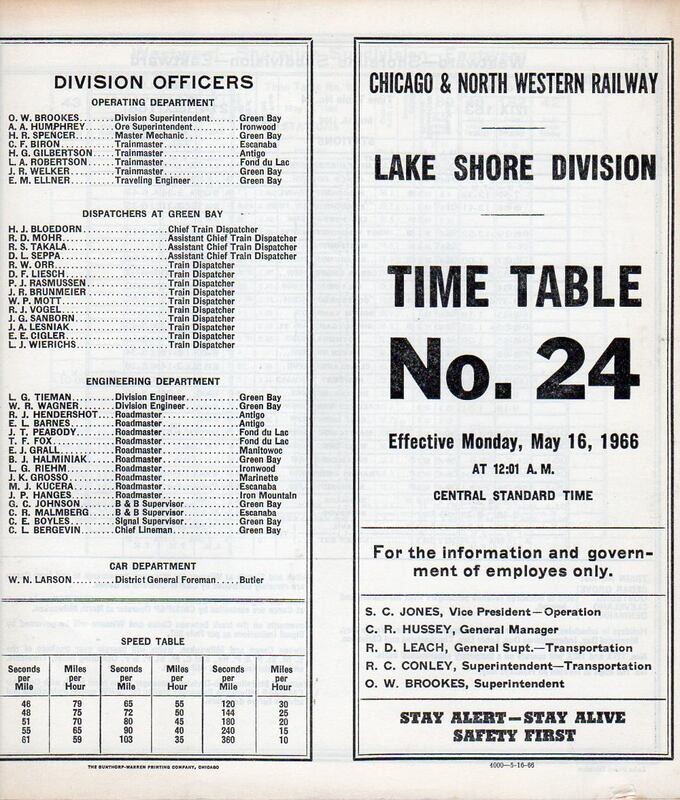 DIVISION OFFICERS
OPERATING DEPARTMENT
O. W. BROOKES........Division Superintendent........Green Bay
A. A. HUMPHREY...Ore Superintendent............Ironwood
H. R. SPENCER.......Master Mechanic..............Green Bay
C. F. BIRON............Trainmaster....................Escanaba
H. G. GILBERTSON..Trainmaster....................Antigo
L. A. ROBERTSON...Trainmaster....................Fond du Lac
J. R. WELKER.........Trainmaster....................Green Bay
E. M. ELLNER.........Traveling Engineer...........Green Bay
DISPATCHERS AT GREEN BAY
H. J. BLOEDORN....................Chief Train Dispatcher
R. D. MOHR.........................Assistant Chief Train Dispatcher
R. S. TAKALA.......................Assistant Chief Train Dispatcher
D. L. SEPPA.........................Assistant Chief Train Dispatcher
R. W. ORR...........................Train Dispatcher
D. F. LIESCH........................Train Dispatcher
P. J. RASMUSSEN..................Train Dispatcher
J. R. BRUNMEIER..................Train Dispatcher
W. P. MOTT.........................Train Dispatcher
R. J. VOGEL.........................Train Dispatcher
J. G. SANBORN.....................Train Dispatcher
J. A. LESNIAK.......................Train Dispatcher
E. E. CIGLER........................Train Dispatcher
L. J. WIERICHS.....................Train Dispatcher
ENGINEERING DEPARTMENT
L. G. TIEMAN.........Division Engineer............Green Bay
W. R. WAGNER.......Division Engineer............Green Bay
R. J. HENDERSHOT..Roadmaster...................Antigo
E. L. BARNES.........Roadmaster...................Antigo
J. T. PEABODY........Roadmaster...................Fond du Lac
T. F. FOX...............Roadmaster...................Fond du Lac
E. J. GRALL...........Roadmaster...................Manitowoc
B. J. HALMINIAK.....Roadmaster...................Green Bay
L. G. RIEHM...........Roadmaster...................Ironwood
J. K. GROSSO.........Roadmaster...................Marinette
M. J. KUCERA.........Roadmaster...................Escanaba
J. P. HANGES.........Roadmaster...................Iron Mountain
G. C. JOHNSON......B & B Supervisor............Green Bay
C. R. MALMBERG....B & B Supervisor............Escanaba
C. E. BOYLES.........Signal Supervisor............Green Bay
C. L. BERGEVIN......Chief Lineman................Green Bay
CAR DEPARTMENT
W. N. LARSON........District General Foreman.....Butler
SPEED TABLE
Seconds per Mile Miles per Hour Seconds per Mile Miles per Hour Seconds per Mile Miles per Hour
46 79 65 55 120 30
48 75 72 50 144 25
51 70 80 45 180 20
55 65 90 40 240 15
61 59 103 35 360 10
THE GUNTHORP-WARREN PRINTING COMPANY, CHICAGO
CHICAGO & NORTH WESTERN RAILWAY
LAKE SHORE DIVISION
TIME TABLE
No. 24
Effective Monday, May 16, 1966
AT 12:01 A. M.
CENTRAL STANDARD TIME
For the information and govern-
ment of employes only.
S. C. JONES, Vice President—Operation
C. R. HUSSEY, General Manager
R. D. LEACH, General Supt.—Transportation
R. C. CONLEY, Superintendent—Transportation
O. W. BROOKES, Superintendent
STAY ALERT—STAY ALIVE
SAFETY FIRST
4000—5-16-66